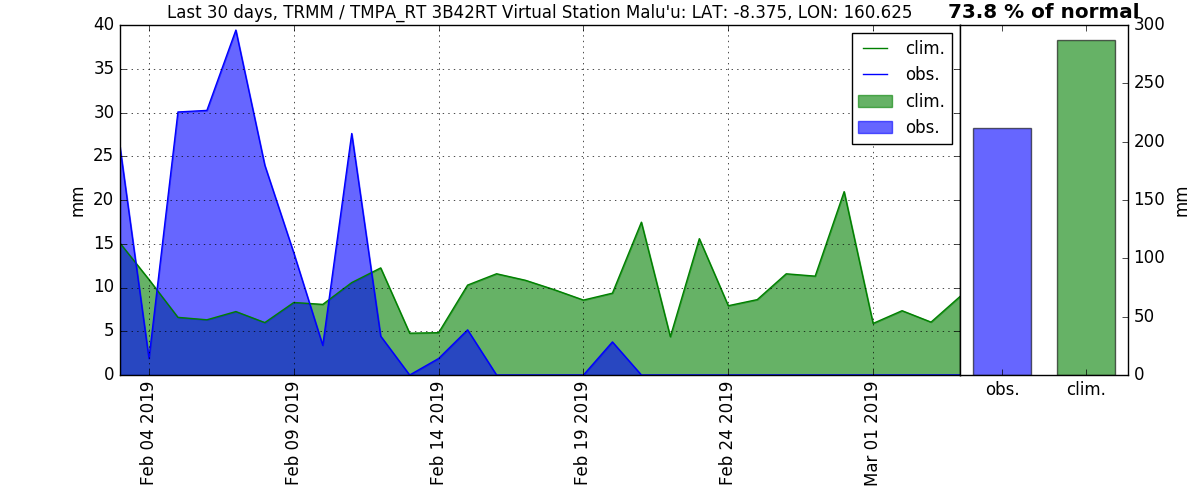 Last 30 days, TRMM / TMPA_RT 3B42RT Virtual Station Malu'u: LAT: -8.375, LON: 160.625
73.8 % of normal
40
35
30
25
20
15
10
5
0
mm
clim.
obs.
clim.
obs.
300
250
200
150
100
50
0
mm
Feb 04 2019
Feb 09 2019
Feb 14 2019
Feb 19 2019
Feb 24 2019
Mar 01 2019
obs.
clim.